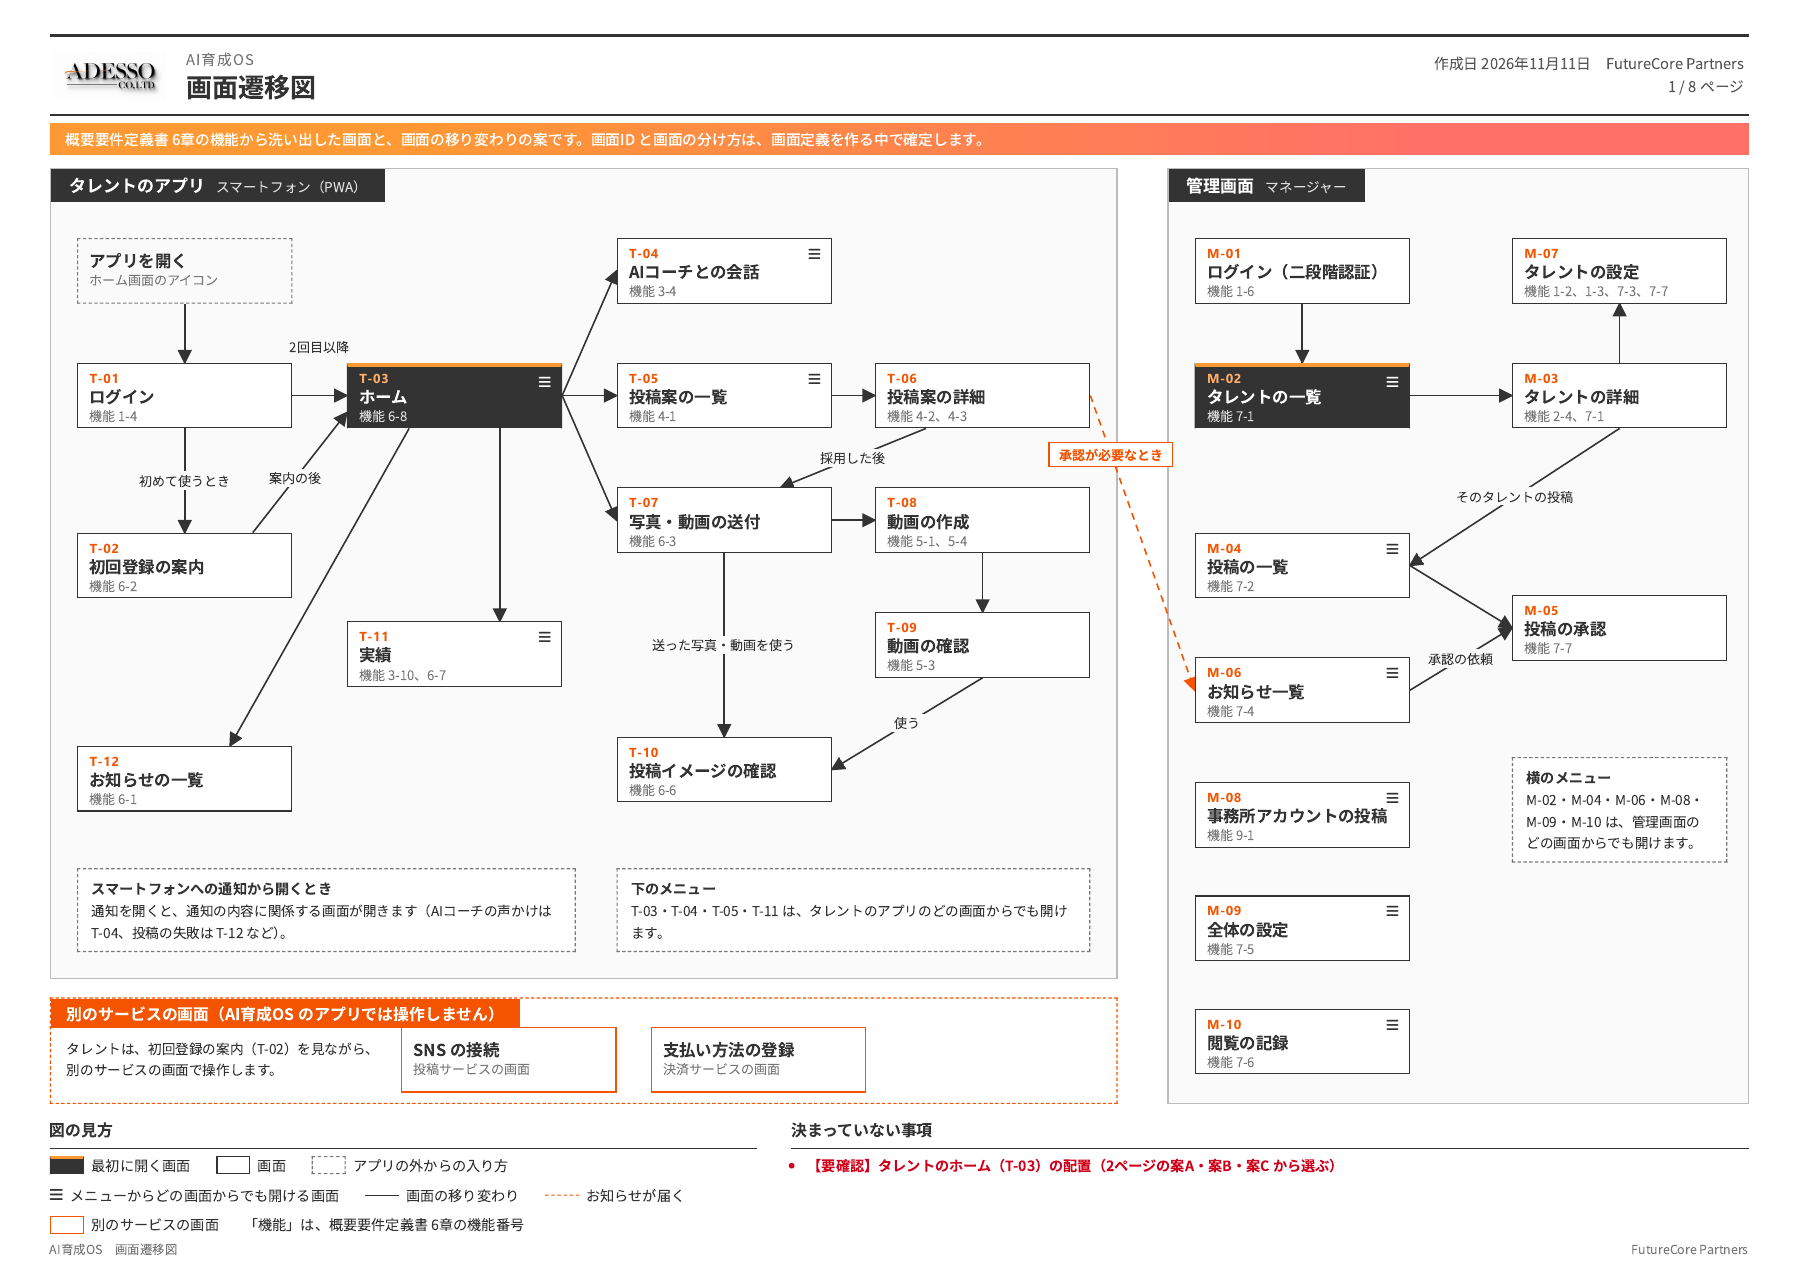 ADESSO
CO.,LTD.
AI育成OS
画面遷移図
作成日 2026年11月11日 FutureCore Partners
1 / 8 ページ
概要要件定義書 6章の機能から洗い出した画面と、画面の移り変わりの案です。画面ID と画面の分け方は、画面定義を作る中で確定します。
タレントのアプリ スマートフォン（PWA）
アプリを開く
ホーム画面のアイコン
T-01
ログイン
機能 1-4
2回目以降
初めて使うとき
案内の後
T-02
初回登録の案内
機能 6-2
T-03
ホーム
機能 6-8
T-04
AIコーチとの会話
機能 3-4
T-05
投稿案の一覧
機能 4-1
T-06
投稿案の詳細
機能 4-2、4-3
採用した後
承認が必要なとき
T-07
写真・動画の送付
機能 6-3
T-08
動画の作成
機能 5-1、5-4
T-09
動画の確認
機能 5-3
送った写真・動画を使う
使う
T-10
投稿イメージの確認
機能 6-6
T-11
実績
機能 3-10、6-7
T-12
お知らせの一覧
機能 6-1
スマートフォンへの通知から開くとき
通知を開くと、通知の内容に関係する画面が開きます（AIコーチの声かけは
T-04、投稿の失敗は T-12 など）。
下のメニュー
T-03・T-04・T-05・T-11 は、タレントのアプリのどの画面からでも開け
ます。
管理画面 マネージャー
M-01
ログイン（二段階認証）
機能 1-6
M-07
タレントの設定
機能 1-2、1-3、7-3、7-7
M-02
タレントの一覧
機能 7-1
M-03
タレントの詳細
機能 2-4、7-1
そのタレントの投稿
M-04
投稿の一覧
機能 7-2
M-05
投稿の承認
機能 7-7
承認の依頼
M-06
お知らせ一覧
機能 7-4
M-08
事務所アカウントの投稿
機能 9-1
横のメニュー
M-02・M-04・M-06・M-08・
M-09・M-10 は、管理画面の
どの画面からでも開けます。
M-09
全体の設定
機能 7-5
M-10
閲覧の記録
機能 7-6
別のサービスの画面（AI育成OS のアプリでは操作しません）
タレントは、初回登録の案内（T-02）を見ながら、
別のサービスの画面で操作します。
SNS の接続
投稿サービスの画面
支払い方法の登録
決済サービスの画面
図の見方
最初に開く画面 画面 アプリの外からの入り方
メニューからどの画面からでも開ける画面 画面の移り変わり お知らせが届く
別のサービスの画面 「機能」は、概要要件定義書 6章の機能番号
決まっていない事項
• 【要確認】タレントのホーム（T-03）の配置（2ページの案A・案B・案C から選ぶ）
AI育成OS 画面遷移図
FutureCore Partners